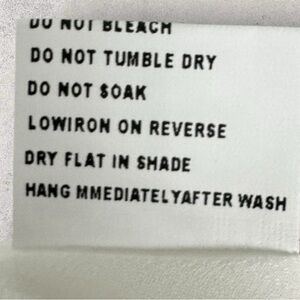 DO NOT BLEACH
DO NOT TUMBLE DRY
DO NOT SOAK
LOWIRON ON REVERSE
DRY FLAT IN SHADE
HANG MMEDIATELYAFTER WASH